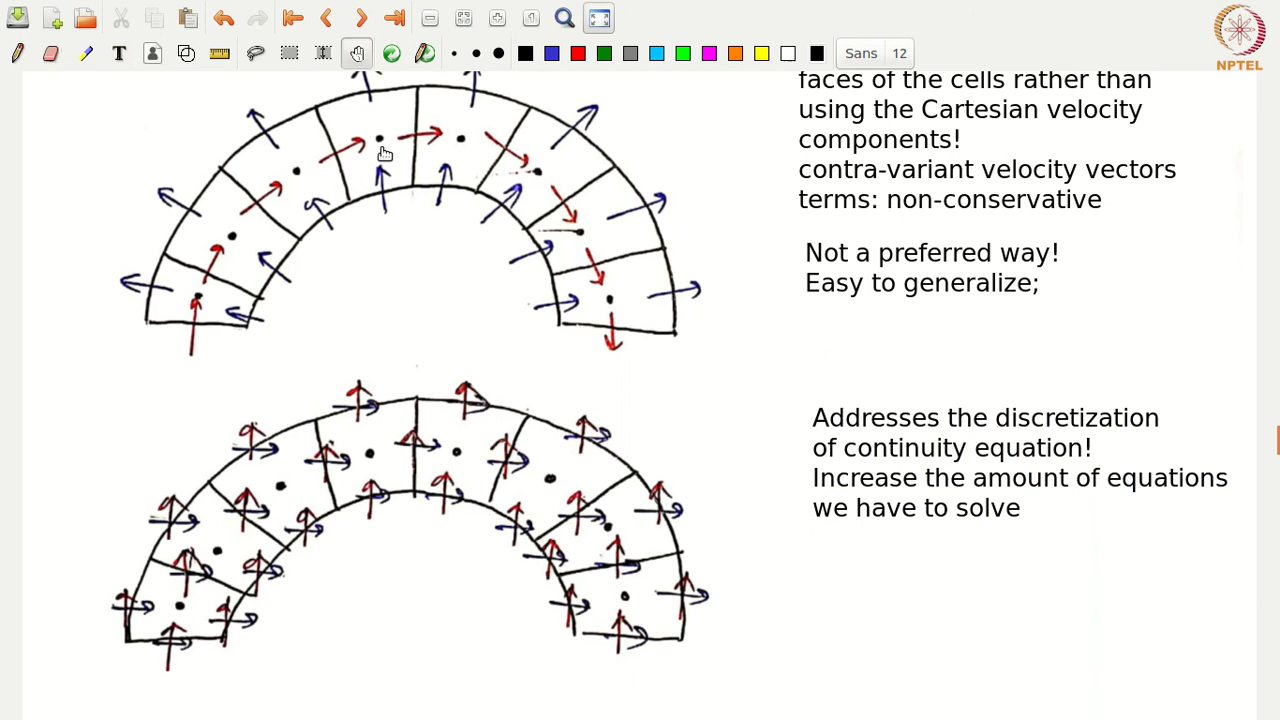 T
1
Sans 12
NPTEL
faces of the cells rather than
using the Cartesian velocity
components!
contra-variant velocity vectors
terms: non-conservative
Not a preferred way!
Easy to generalize;
Addresses the discretization
of continuity equation!
Increase the amount of equations
we have to solve